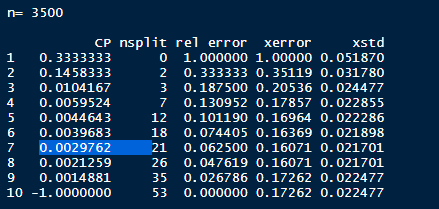 n= 3500
CP nsplit rel error xerror xstd
1 0.3333333 0 1.000000 1.00000 0.051870
2 0.1458333 2 0.333333 0.35119 0.031780
3 0.0104167 3 0.187500 0.20536 0.024477
4 0.0059524 7 0.130952 0.17857 0.022855
5 0.0044643 12 0.101190 0.16964 0.022286
6 0.0039683 18 0.074405 0.16369 0.021898
7 0.0029762 21 0.062500 0.16071 0.021701
8 0.0021259 26 0.047619 0.16071 0.021701
9 0.0014881 35 0.026786 0.17262 0.022477
10 -1.0000000 53 0.000000 0.17262 0.022477